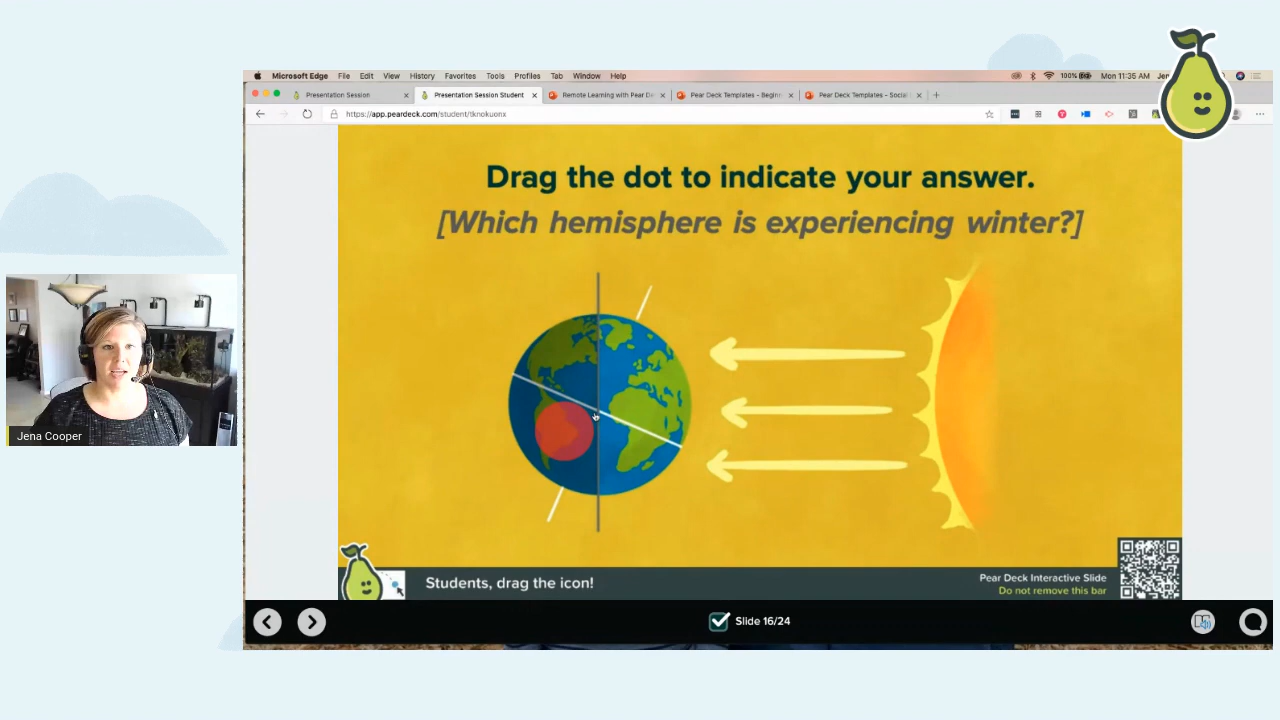 Microsoft Edge File Edit View History Favorites Tools Profiles Tab Window Help
100% Mon 11:35 AM Jen
Presentation Session
Presentation Session Student
Remote Learning with Pear De
Pear Deck Templates - Beginn
Pear Deck Templates - Social
https://app.peardeck.com/student/tknokuonx
Drag the dot to indicate your answer.
[Which hemisphere is experiencing winter?]
Jena Cooper
Students, drag the icon!
Pear Deck Interactive Slide
Do not remove this bar
Slide 16/24